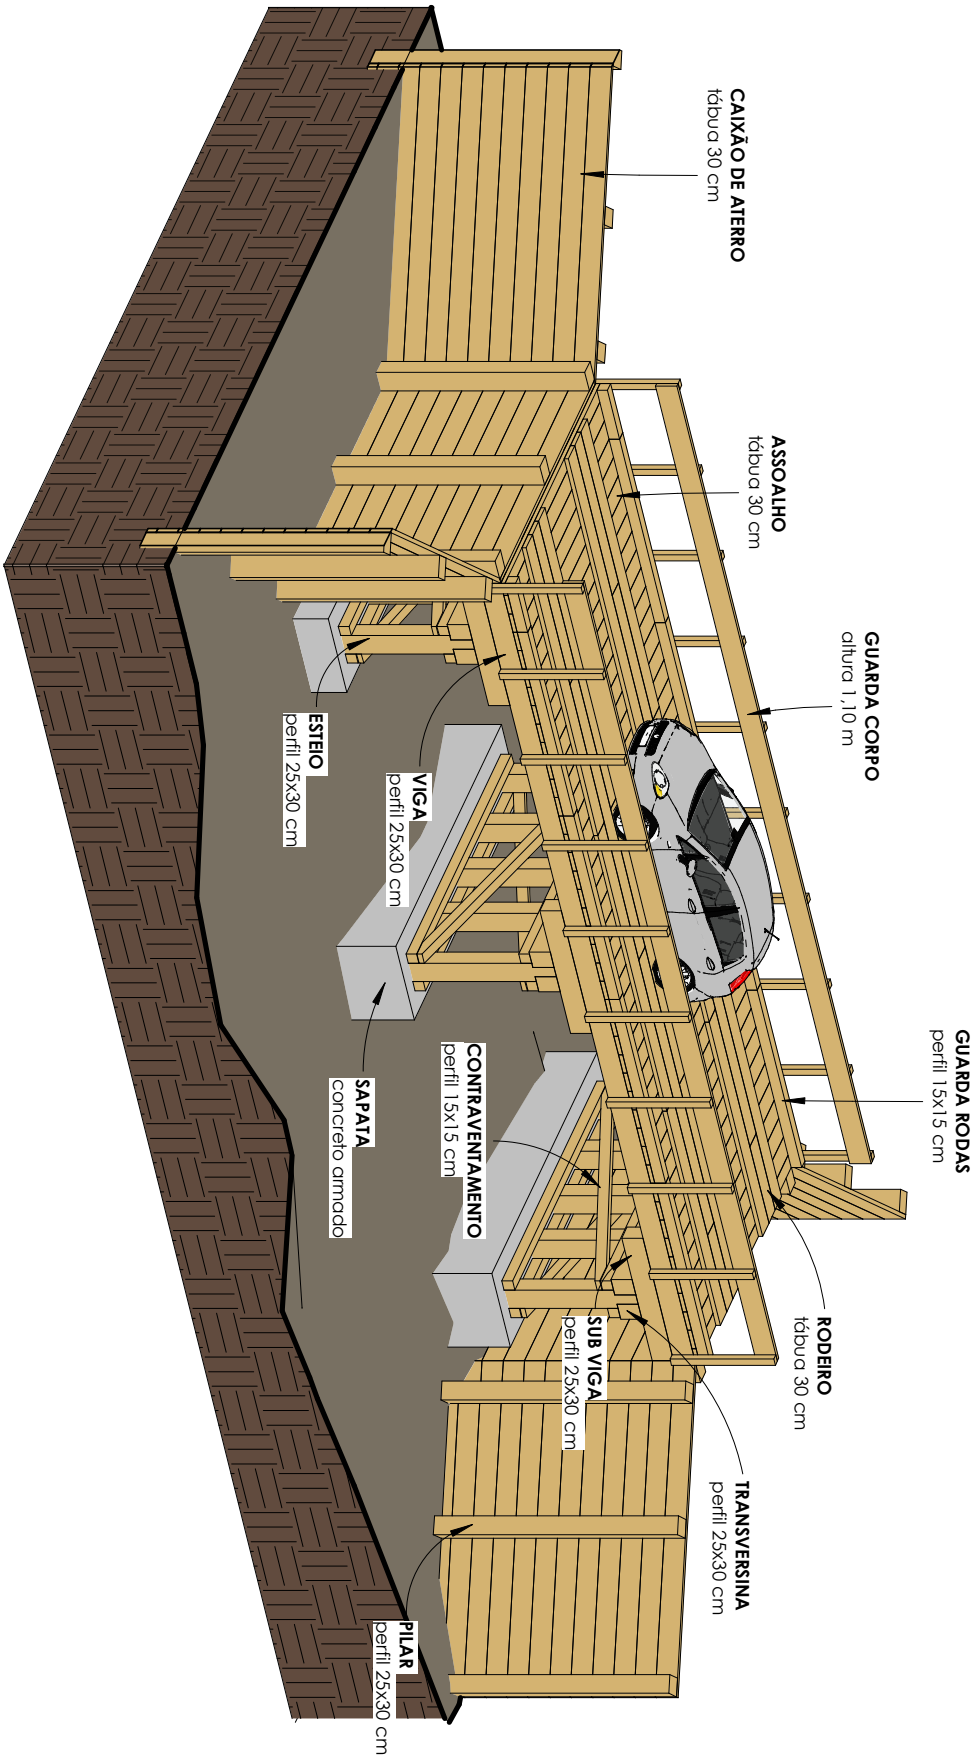 CAIXÃO DE ATERRO
tábua 30 cm
ASSOALHO
tábua 30 cm
GUARDA CORPO
altura 1,10 m
GUARDA RODAS
perfil 15x15 cm
RODEIRO
tábua 30 cm
TRANSVERSINA
perfil 25x30 cm
ESTEIO
perfil 25x30 cm
VIGA
perfil 25x30 cm
SAPATA
concreto armado
CONTRAVENTAMENTO
perfil 15x15 cm
SUB VIGA
perfil 25x30 cm
PILAR
perfil 25x30 cm